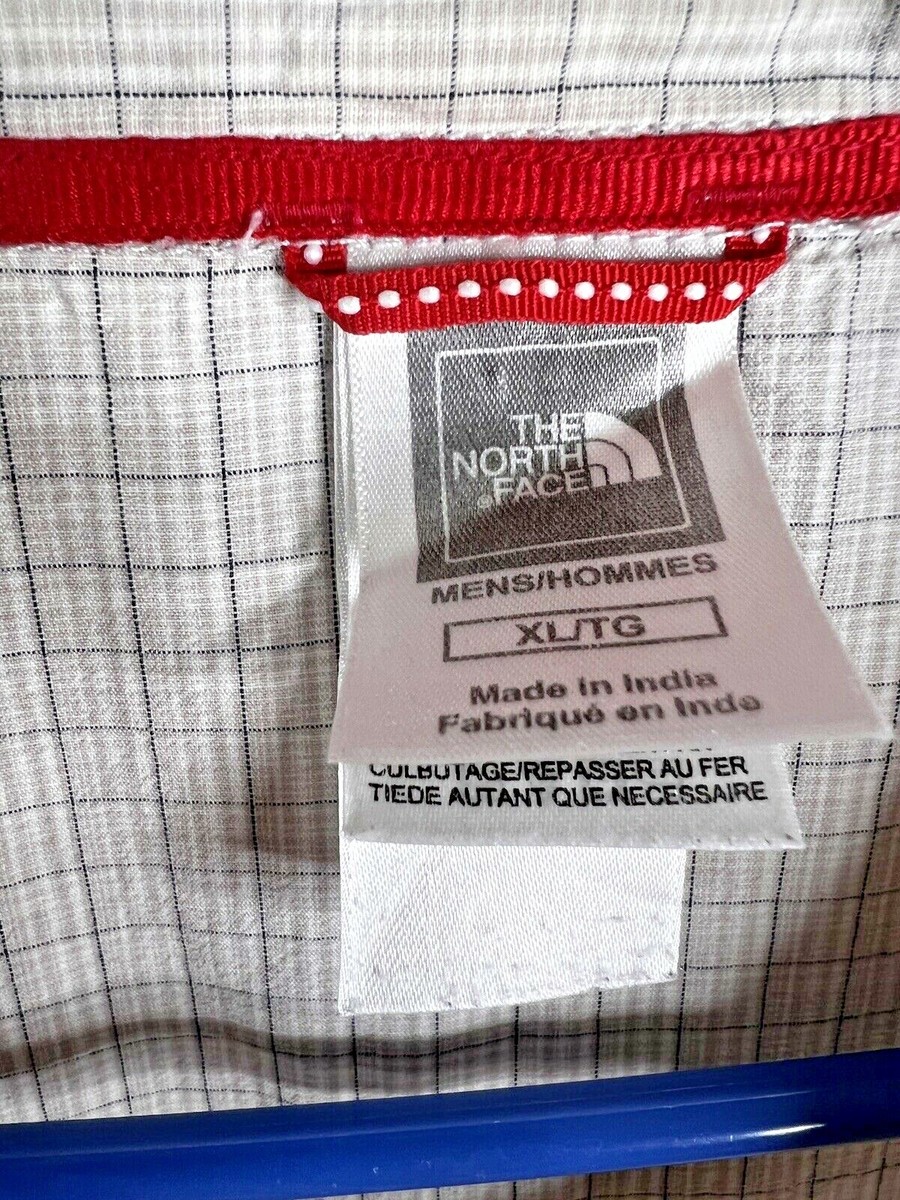 THE
NORTH
FACE
MENS/HOMMES
XL/TG
Made in India
Fabriqué en Inde
CULBUTAGE/REPASSER AU FER
TIEDE AUTANT QUE NECESSAIRE